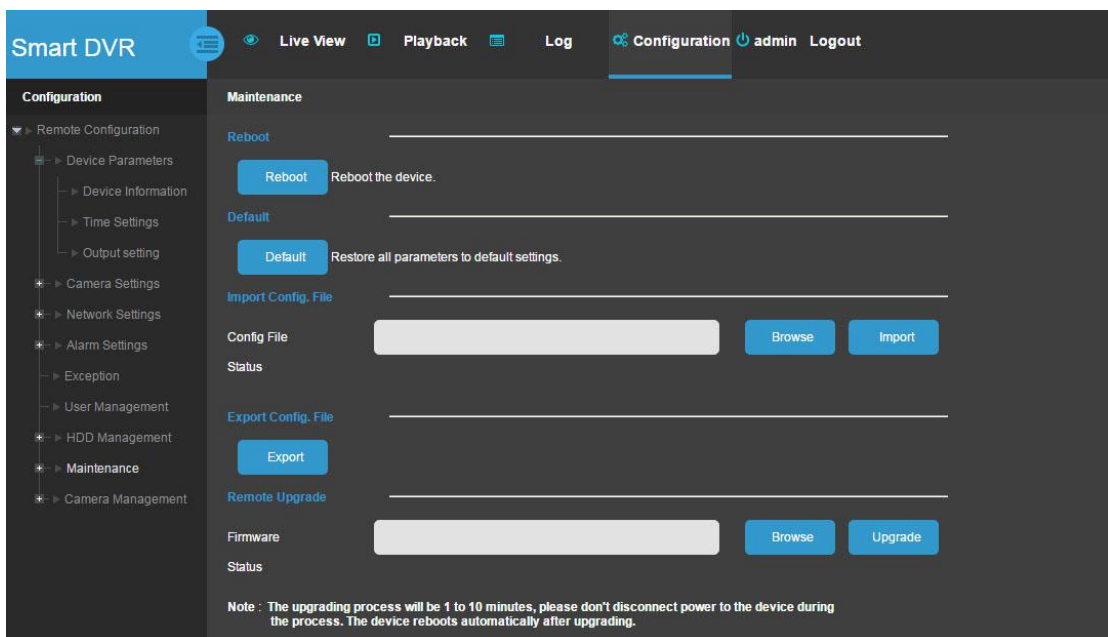 Smart DVR
Live View Playback Log Configuration admin Logout
Configuration
Remote Configuration
Device Parameters
Device Information
Time Settings
Output setting
Camera Settings
Network Settings
Alarm Settings
Exception
User Management
HDD Management
Maintenance
Camera Management
Maintenance
Reboot
Reboot Reboot the device.
Default
Default Restore all parameters to default settings.
Import Config. File
Config File Browse Import
Status
Export Config. File
Export
Remote Upgrade
Firmware Browse Upgrade
Status
Note : The upgrading process will be 1 to 10 minutes, please don't disconnect power to the device during
the process. The device reboots automatically after upgrading.